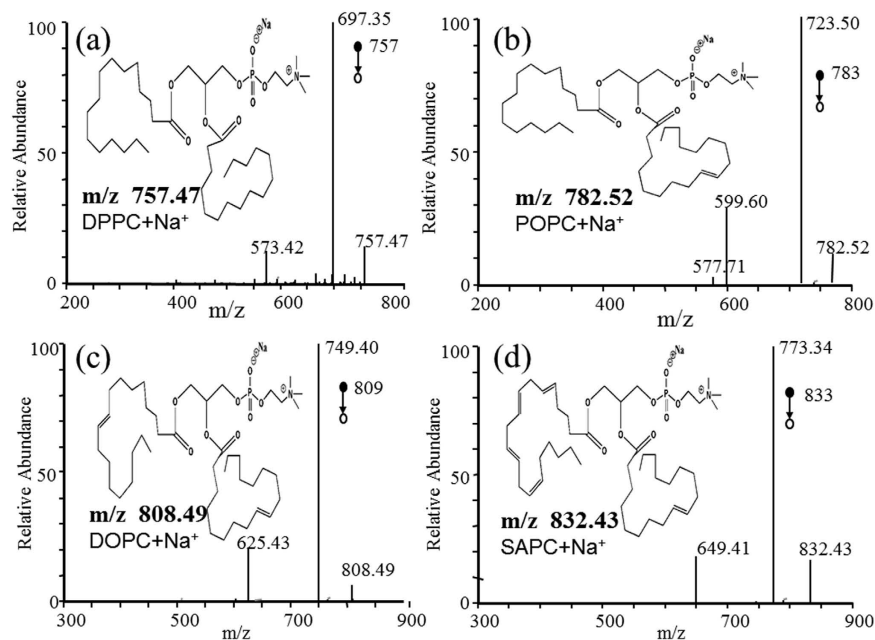 (a)
100
50
0
Relative Abundance
697.35
757
m/z 757.47
DPPC+Na⁺
573.42
757.47
200
400
600
800
m/z
O
O
O
O
O
O
P
O
O
N
⊕
⊖
⊖
Na
(b)
100
50
0
Relative Abundance
723.50
783
m/z 782.52
POPC+Na⁺
599.60
577.71
782.52
200
400
600
800
m/z
O
O
O
O
O
O
P
O
O
N
⊕
⊖
⊖
Na
(c)
100
50
0
Relative Abundance
749.40
809
m/z 808.49
DOPC+Na⁺
625.43
808.49
300
500
700
900
m/z
O
O
O
O
O
O
P
O
O
N
⊕
⊖
⊖
Na
(d)
100
50
0
Relative Abundance
773.34
833
m/z 832.43
SAPC+Na⁺
649.41
832.43
300
500
700
900
m/z
O
O
O
O
O
O
P
O
O
N
⊕
⊖
⊖
Na